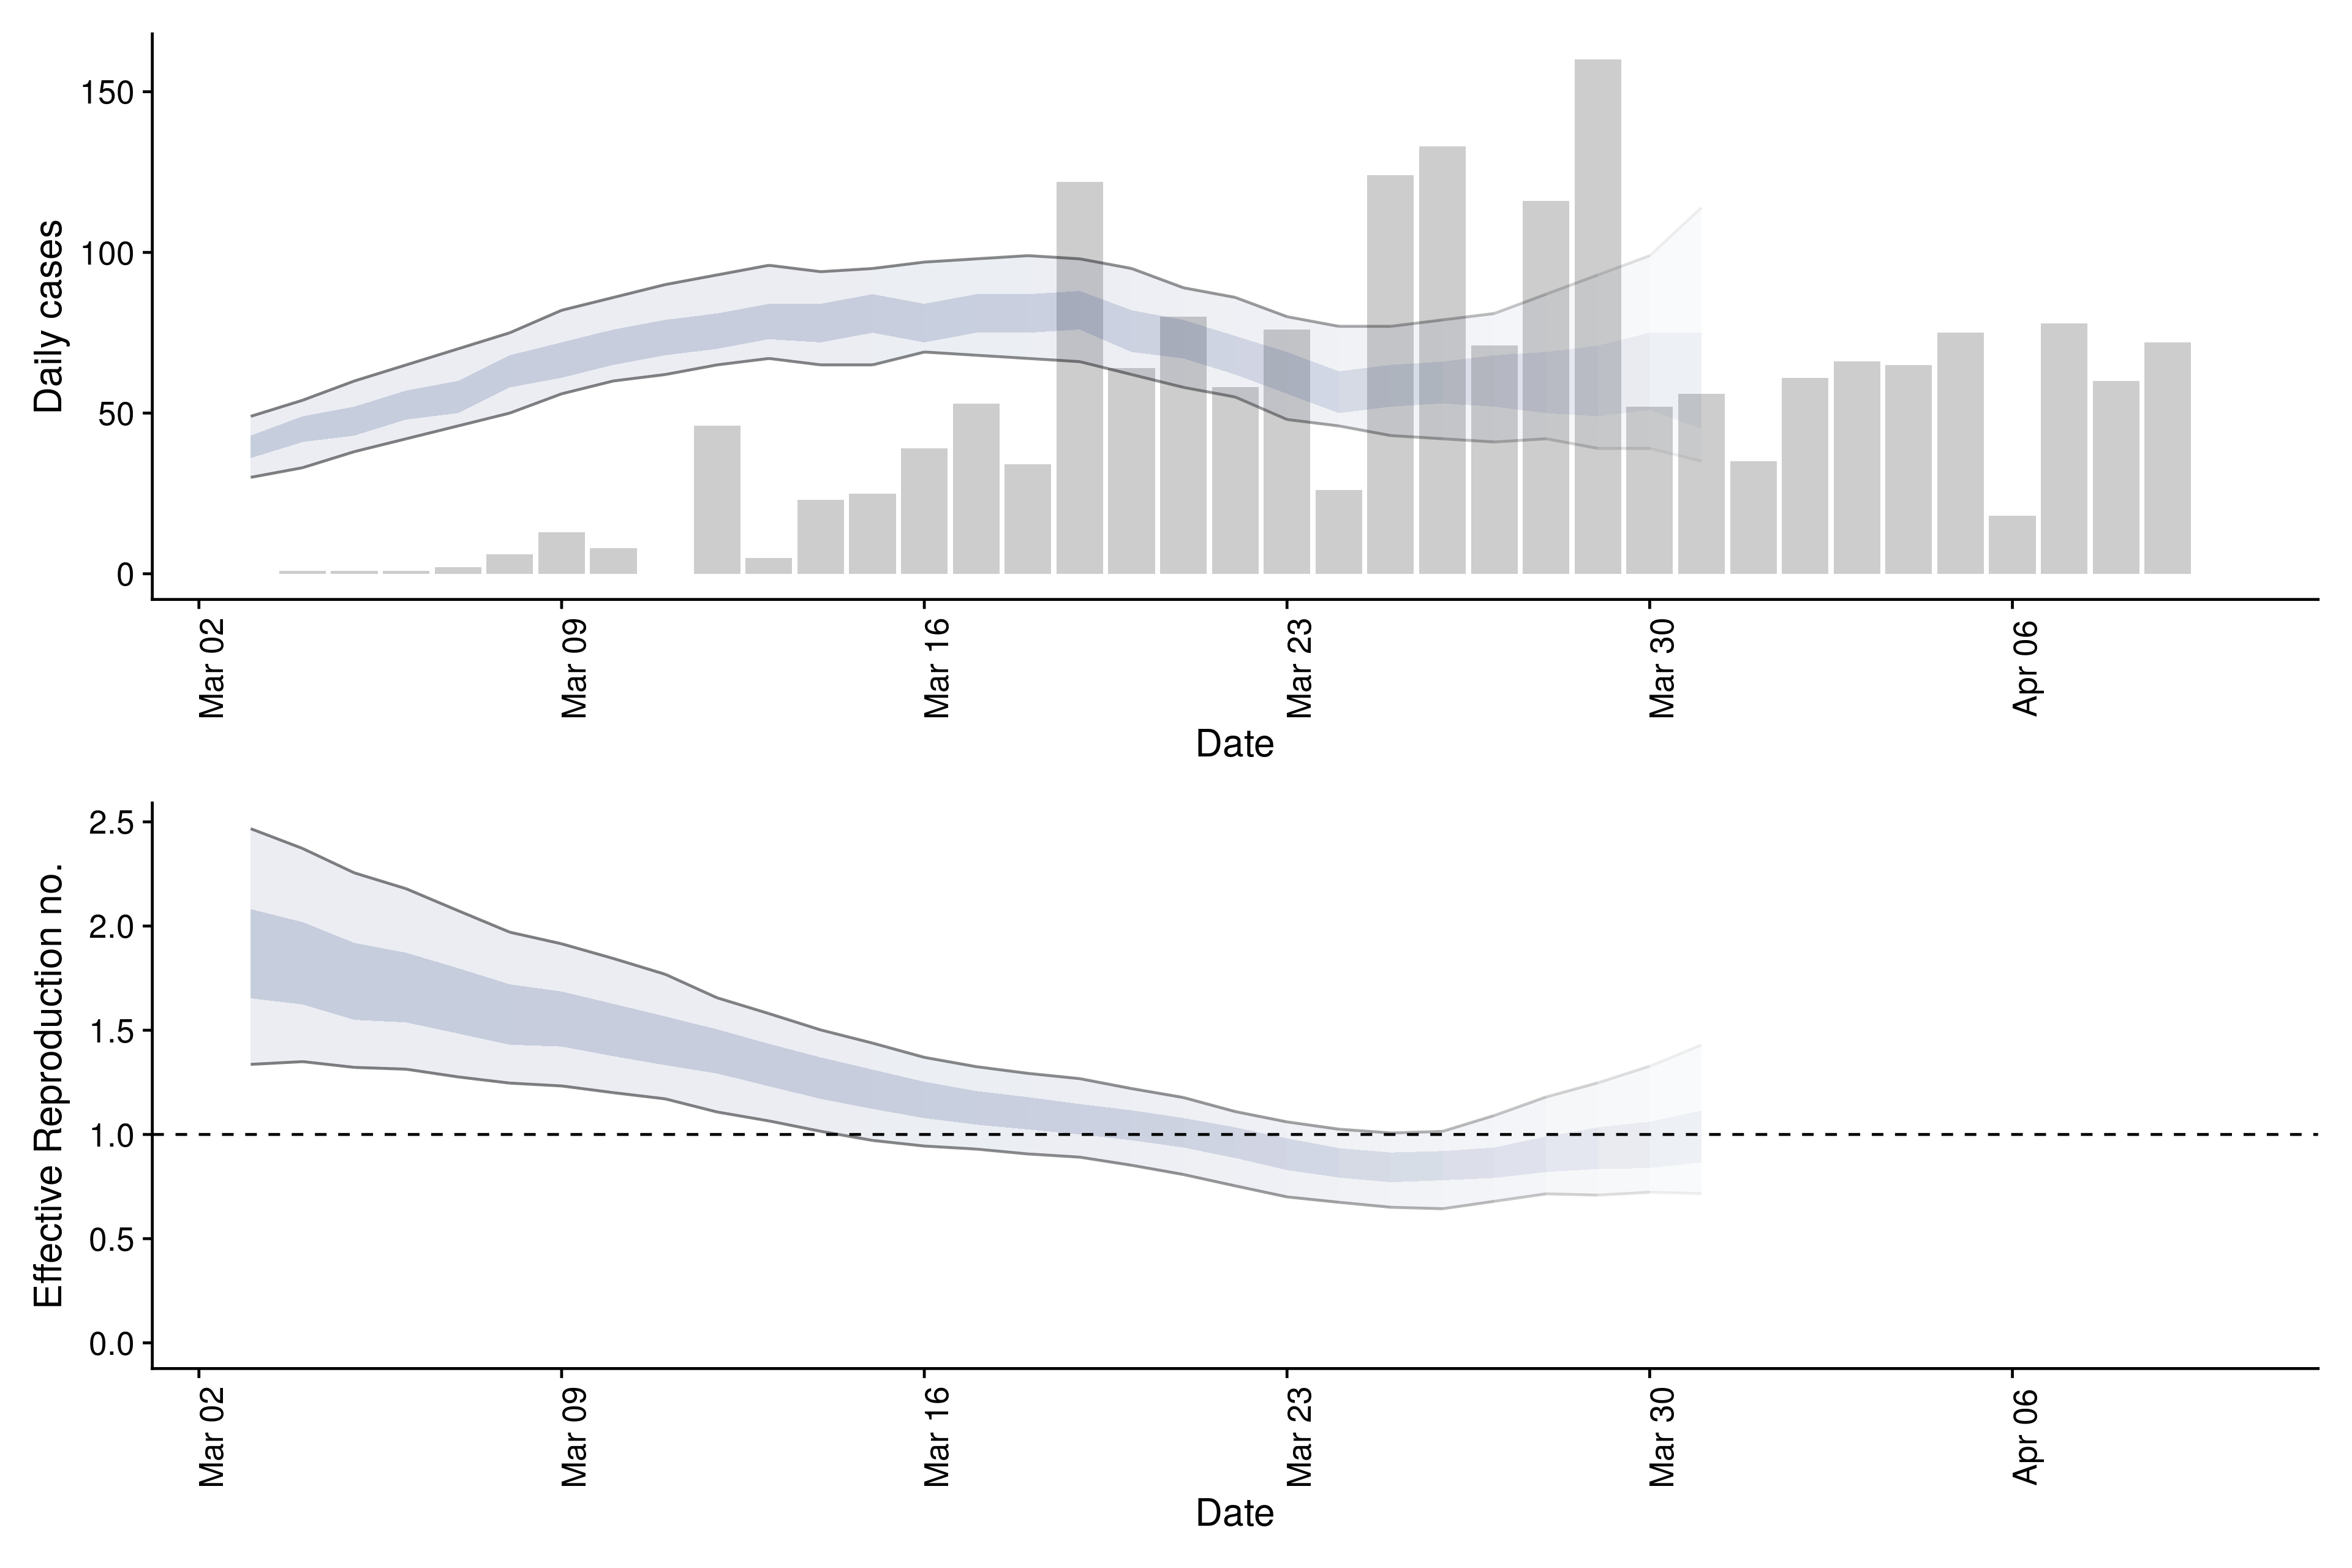 Daily cases
150
100
50
0
Mar 02
Mar 09
Mar 16
Mar 23
Mar 30
Apr 06
Date
Effective Reproduction no.
2.5
2.0
1.5
1.0
0.5
0.0
Mar 02
Mar 09
Mar 16
Mar 23
Mar 30
Apr 06
Date